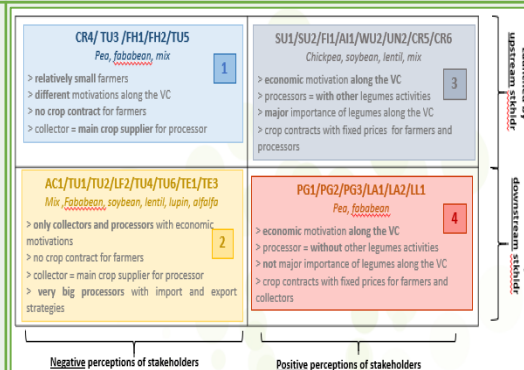 CR4/ TU3 /FH1/FH2/TU5
Pea, fababean, mix
1
> relatively small farmers
> different motivations along the VC
> no crop contract for farmers
> collector = main crop supplier for processor
SU1/SU2/FI1/AI1/WU2/UN2/CR5/CR6
Chickpea, soybean, lentil, mix
3
> economic motivation along the VC
> processors = with other legumes activities
> major importance of legumes along the VC
> crop contracts with fixed prices for farmers and
processors
upstream stkhldr
AC1/TU1/TU2/LF2/TU4/TU6/TE1/TE3
Mix ,Fababean, soybean, lentil, lupin, alfalfa
> only collectors and processors with economic
motivations
2
> no crop contract for farmers
> collector = main crop supplier for processor
> very big processors with import and export
strategies
PG1/PG2/PG3/LA1/LA2/LL1
Pea, fababean
4
> economic motivation along the VC
> processor = without other legumes activities
> not major importance of legumes along the VC
> crop contracts with fixed prices for farmers and
collectors
downstream
stkhldr
Negative perceptions of stakeholders
Positive perceptions of stakeholders